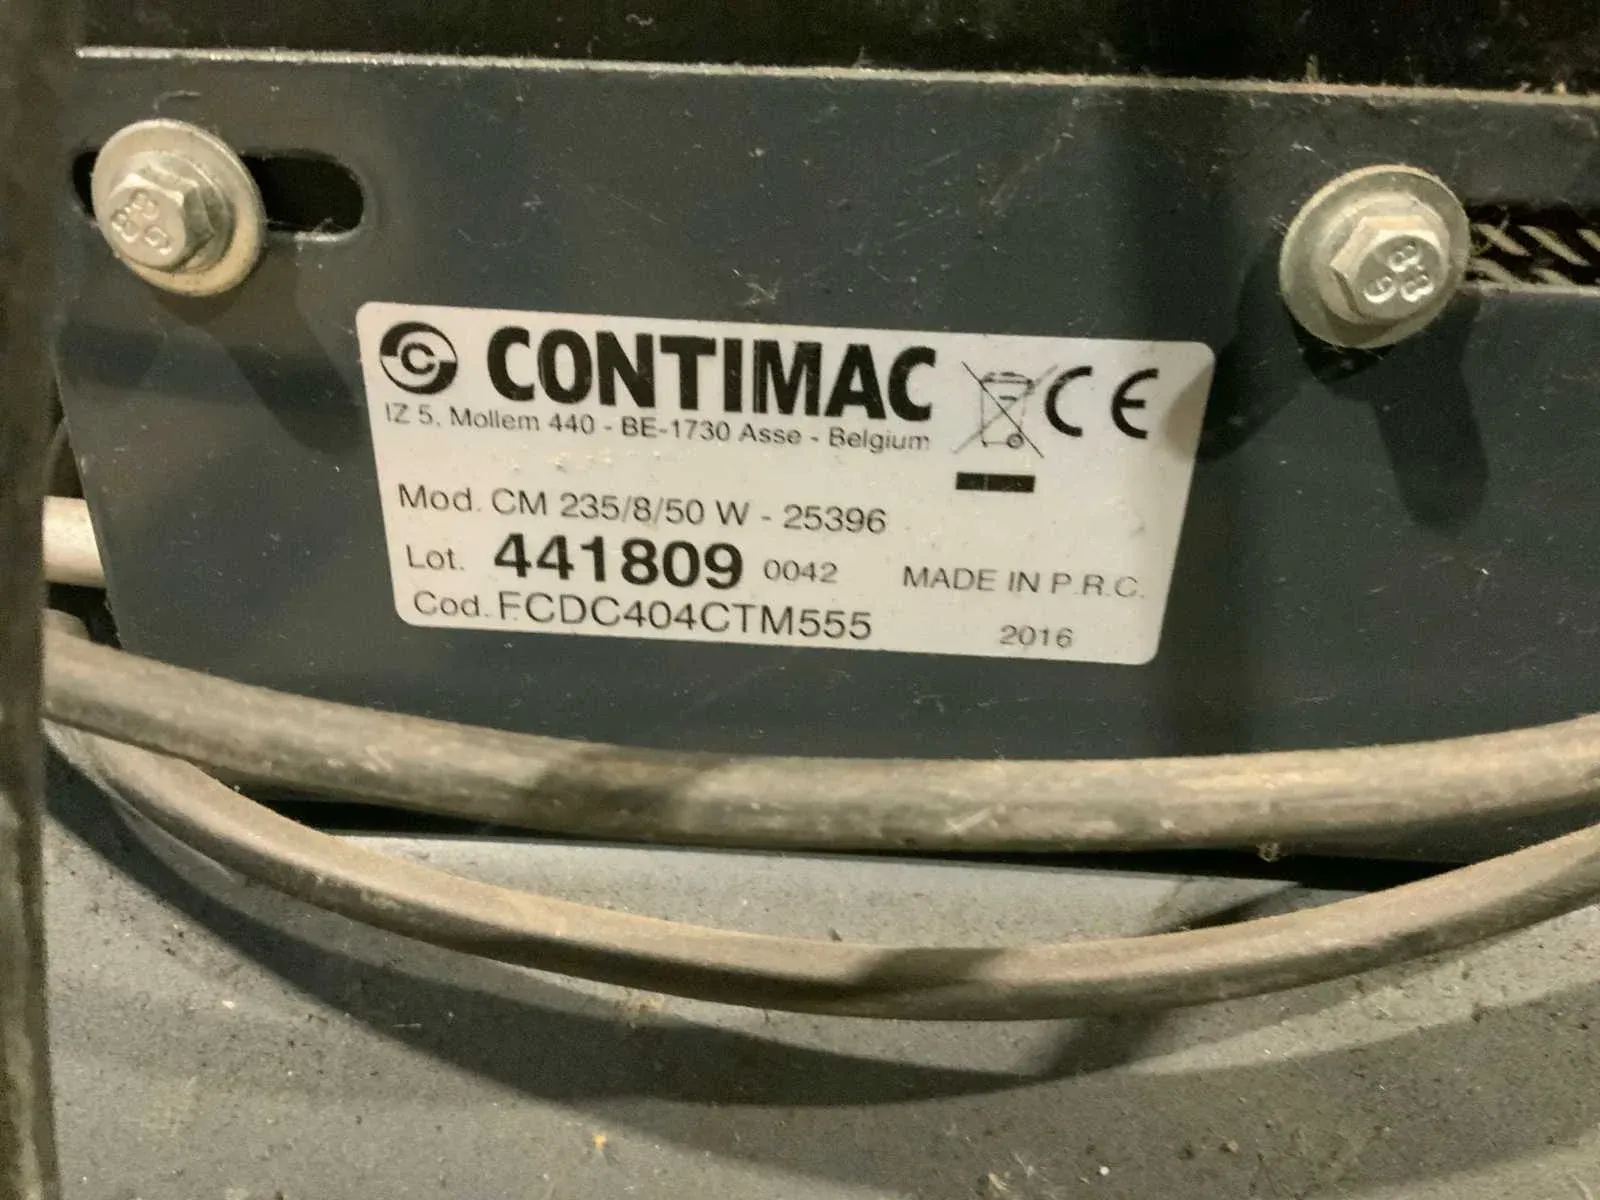 CONTIMAC CE
IZ 5, Mollem 440 - BE-1730 Asse - Belgium
Mod. CM 235/8/50 W - 25396
Lot. 441809 0042 MADE IN P.R.C.
Cod. FCDC404CTM555 2016